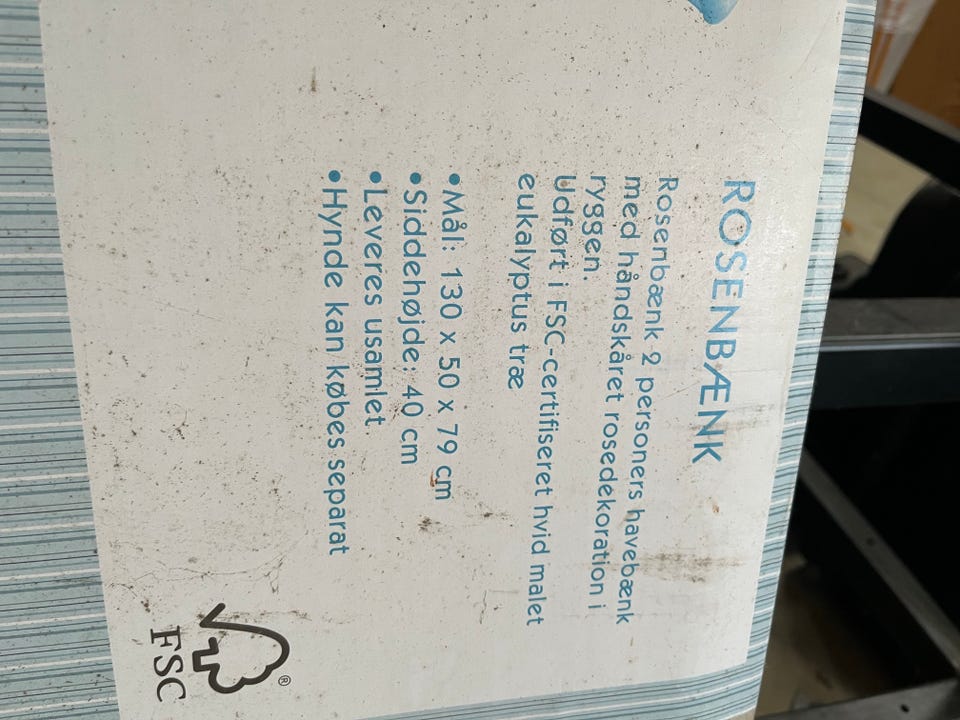 ROSENBÆNK
Rosenbænk 2 personers havebænk
med håndskåret rosedekoration i
ryggen.
Udført i FSC-certifiseret hvid malet
eukalyptus træ
• Mål: 130 x 50 x 79 cm
• Siddehøjde: 40 cm
• Leveres usamlet.
• Hynde kan købes separat
®
FSC